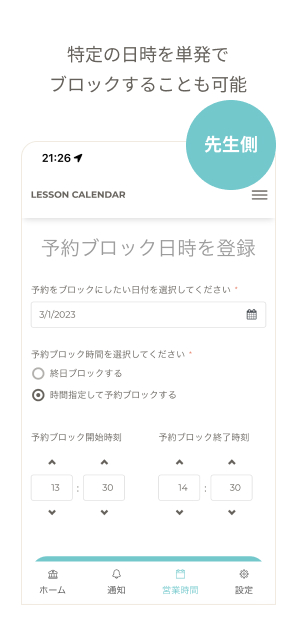 特定の日時を単発で
ブロックすることも可能
先生側
21:26
LESSON CALENDAR
予約ブロック日時を登録
予約をブロックにしたい日付を選択してください *
3/1/2023
予約ブロック時間を選択してください *
終日ブロックする
時間指定して予約ブロックする
予約ブロック開始時刻 予約ブロック終了時刻
13 : 30 14 : 30
ホーム 通知 営業時間 設定